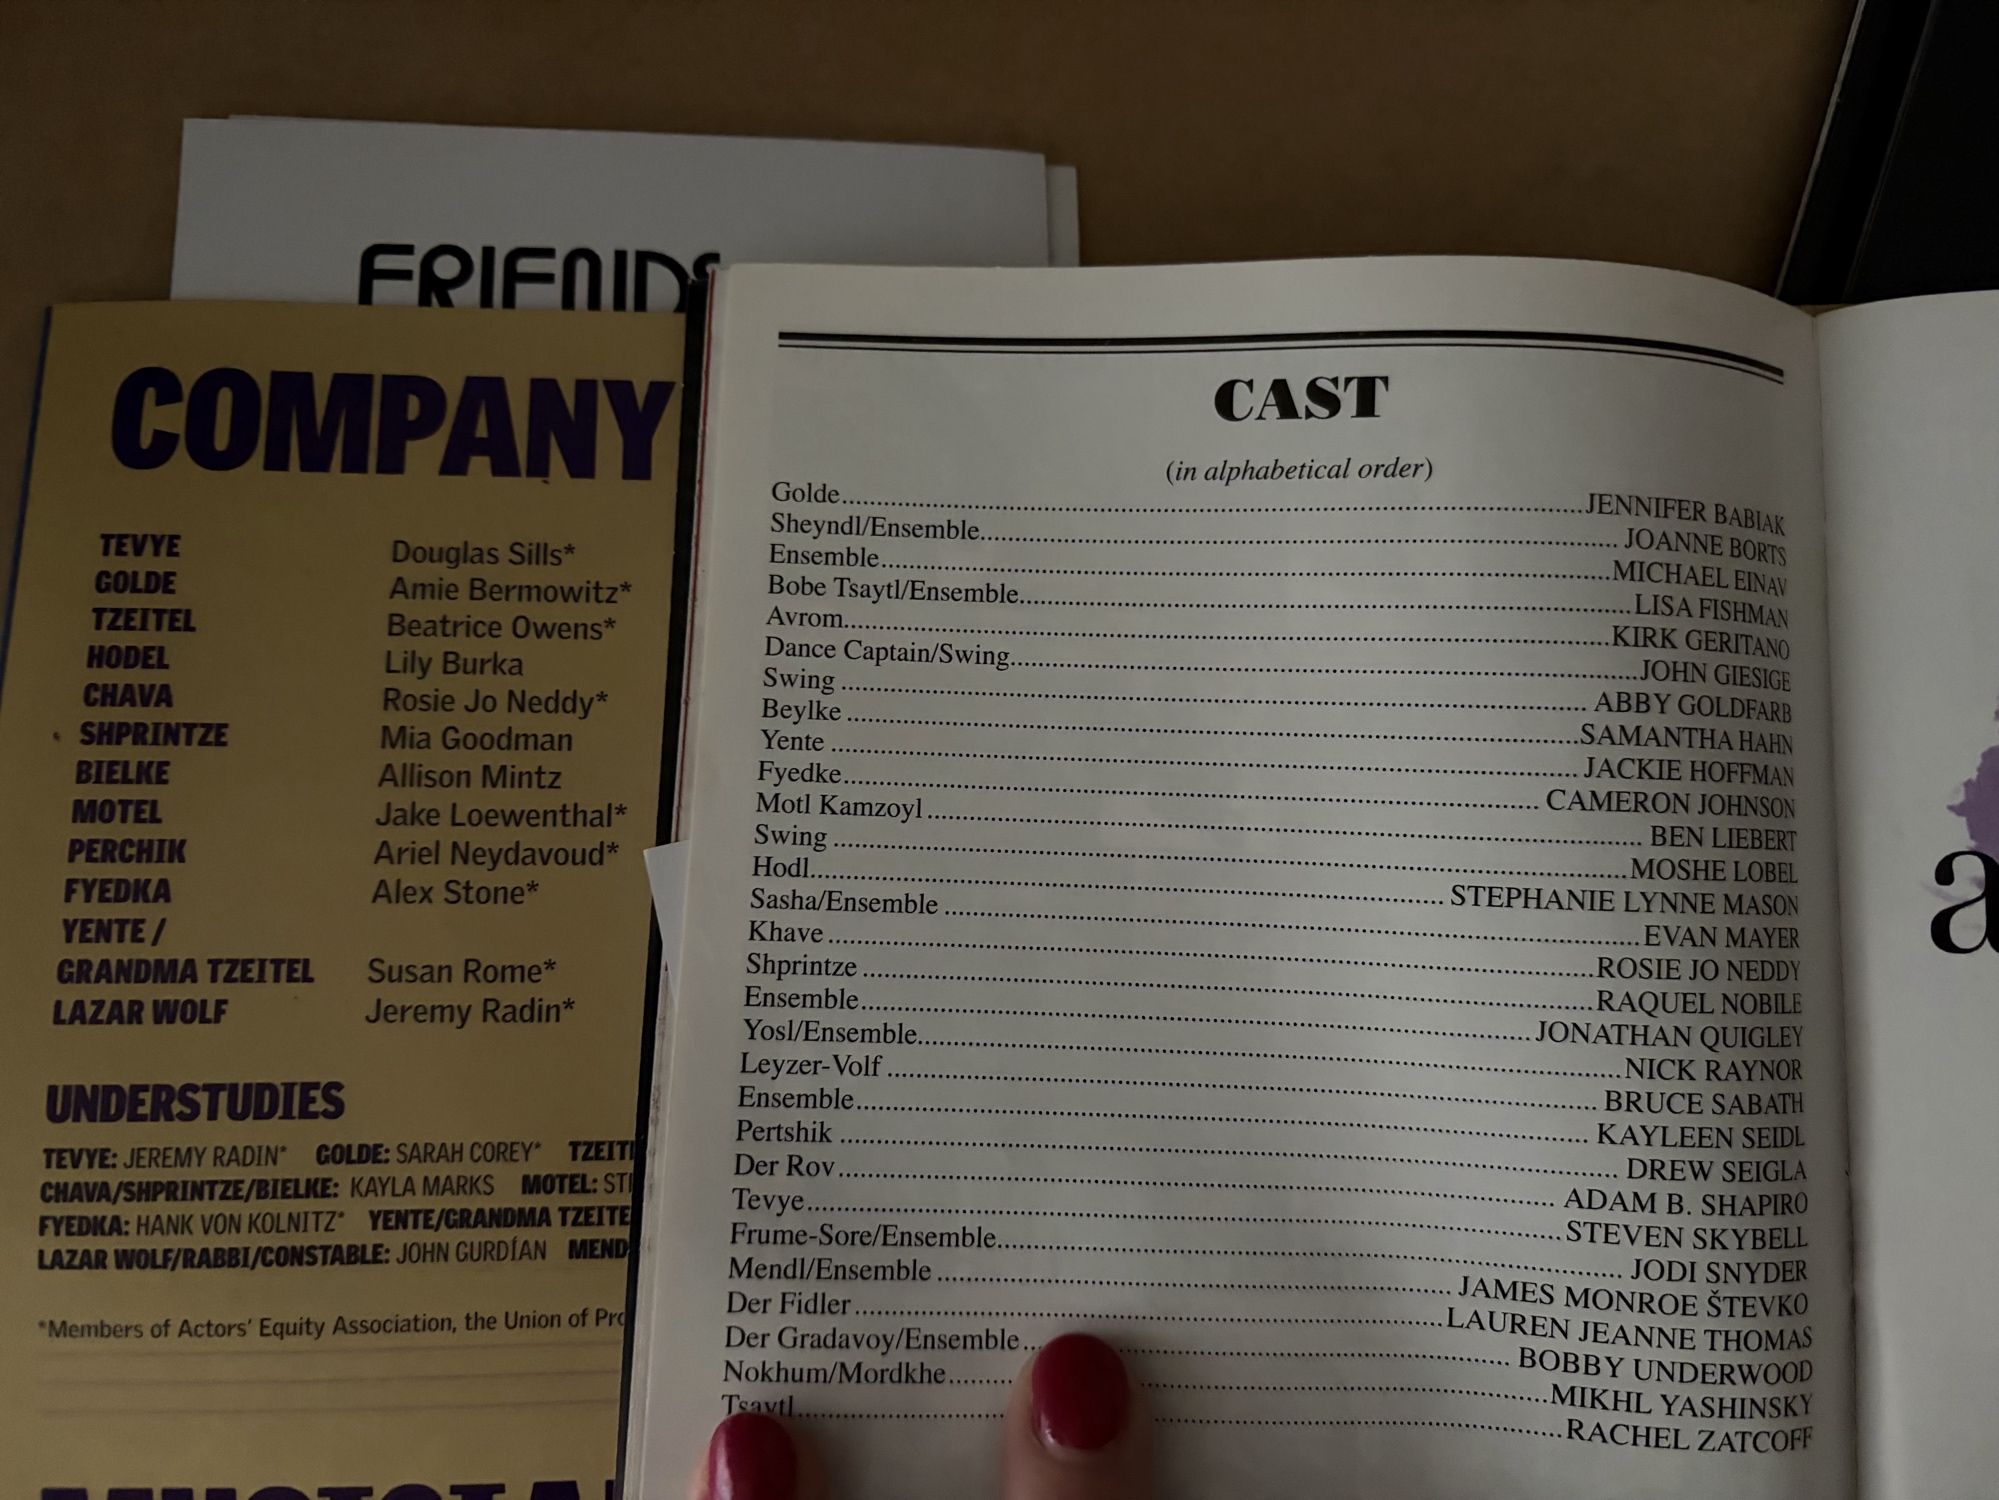 FRIENDS
COMPANY
TEVYE Douglas Sills*
GOLDE Amie Bermowitz*
TZEITEL Beatrice Owens*
HODEL Lily Burka
CHAVA Rosie Jo Neddy*
SHPRINTZE Mia Goodman
BIELKE Allison Mintz
MOTEL Jake Loewenthal*
PERCHIK Ariel Neydavoud*
FYEDKA Alex Stone*
YENTE /
GRANDMA TZEITEL Susan Rome*
LAZAR WOLF Jeremy Radin*
UNDERSTUDIES
TEVYE: JEREMY RADIN* GOLDE: SARAH COREY*
CHAVA/SHPRINTZE/BIELKE: KAYLA MARKS MOTEL:
FYEDKA: HANK VON KOLNITZ* YENTE/GRANDMA
LAZAR WOLF/RABBI/CONSTABLE: JOHN GURDÍAN
*Members of Actors' Equity Association, the Union of
CAST
(in alphabetical order)
Golde JENNIFER BABIAK
Sheyndl/Ensemble JOANNE BORTS
Ensemble MICHAEL EINAV
Bobe Tsaytl/Ensemble LISA FISHMAN
Avrom KIRK GERITANO
Dance Captain/Swing JOHN GIESIGE
Swing ABBY GOLDFARB
Beylke SAMANTHA HAHN
Yente JACKIE HOFFMAN
Fyedke CAMERON JOHNSON
Motl Kamzoyl BEN LIEBERT
Swing MOSHE LOBEL
Hodl STEPHANIE LYNNE MASON
Sasha/Ensemble EVAN MAYER
Khave ROSIE JO NEDDY
Shprintze RAQUEL NOBILE
Ensemble JONATHAN QUIGLEY
Yosl/Ensemble NICK RAYNOR
Leyzer-Volf BRUCE SABATH
Ensemble KAYLEEN SEIDL
Pertshik DREW SEIGLA
Der Rov ADAM B. SHAPIRO
Tevye STEVEN SKYBELL
Frume-Sore/Ensemble JODI SNYDER
Mendl/Ensemble JAMES MONROE ŠTEVKO
Der Fidler LAUREN JEANNE THOMAS
Der Gradavoy/Ensemble BOBBY UNDERWOOD
Nokhum/Mordkhe MIKHL YASHINSKY
Tsaytl RACHEL ZATCOFF